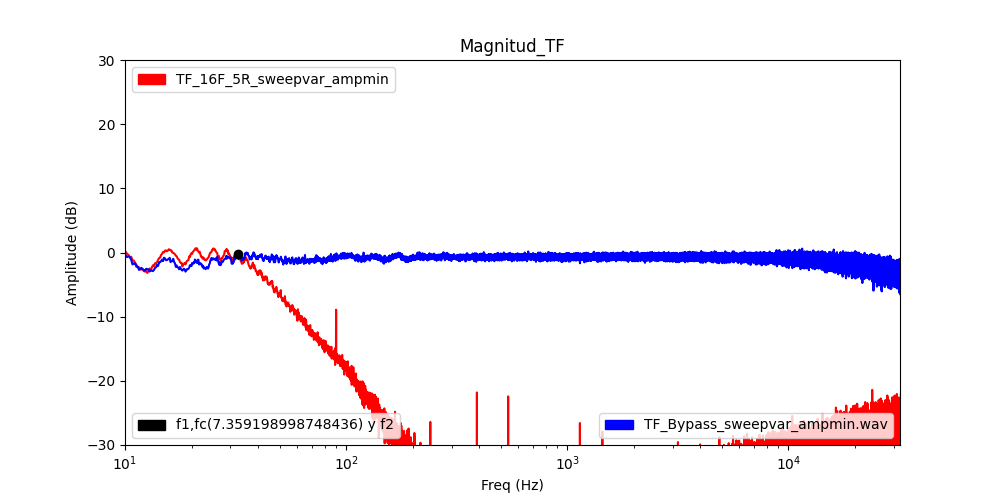 Magnitud_TF
TF_16F_5R_sweepvar_ampmin
30
20
10
0
−10
−20
−30
Amplitude (dB)
f1,fc(7.359198998748436) y f2
TF_Bypass_sweepvar_ampmin.wav
10¹
10²
10³
10⁴
Freq (Hz)